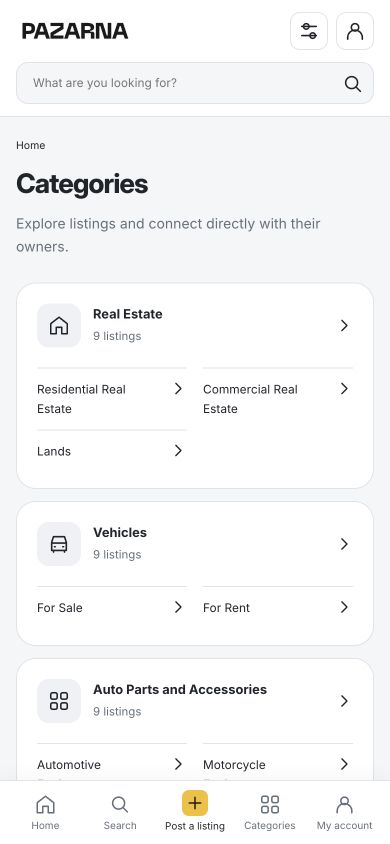 PAZARNA
What are you looking for?
Home
Categories
Explore listings and connect directly with their
owners.
Real Estate
9 listings
Residential Real
Estate
Commercial Real
Estate
Lands
Vehicles
9 listings
For Sale
For Rent
Auto Parts and Accessories
9 listings
Automotive
Motorcycle
Home
Search
Post a listing
Categories
My account